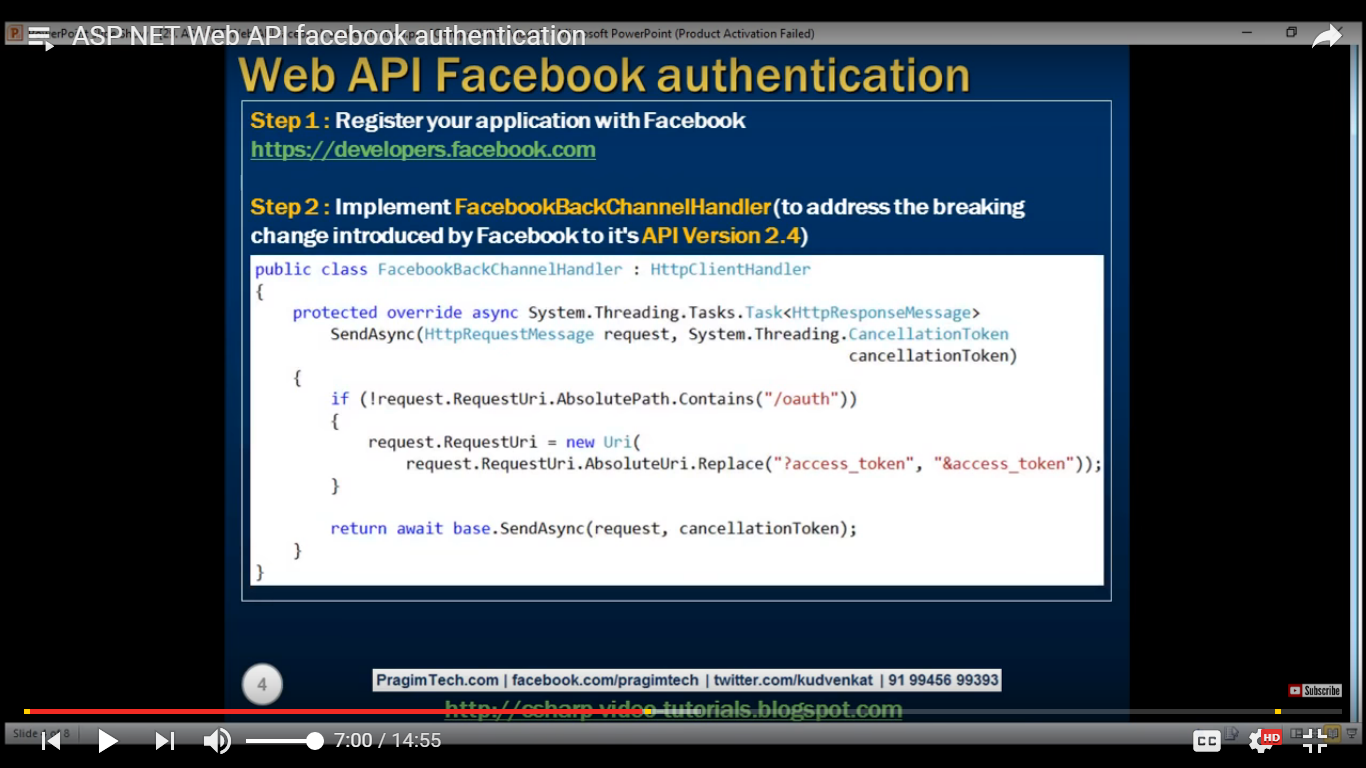 ASP NET Web API facebook authentication
soft PowerPoint (Product Activation Failed)
Web API Facebook authentication
Step 1 : Register your application with Facebook
https://developers.facebook.com
Step 2 : Implement FacebookBackChannelHandler(to address the breaking
change introduced by Facebook to it's API Version 2.4)
public class FacebookBackChannelHandler : HttpClientHandler
{
protected override async System.Threading.Tasks.Task<HttpResponseMessage>
SendAsync(HttpRequestMessage request, System.Threading.CancellationToken
cancellationToken)
{
if (!request.RequestUri.AbsolutePath.Contains("/oauth"))
{
request.RequestUri = new Uri(
request.RequestUri.AbsoluteUri.Replace("?access_token", "&access_token"));
}
return await base.SendAsync(request, cancellationToken);
}
}
4
PragimTech.com | facebook.com/pragimtech | twitter.com/kudvenkat | 91 99456 99393
Subscribe
http://csharp-video-tutorials.blogspot.com
Slide 8
7:00 / 14:55
CC
HD